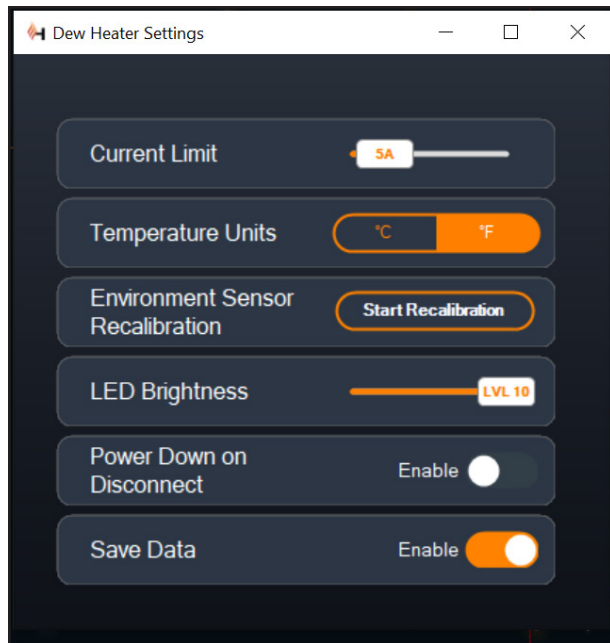 Dew Heater Settings
Current Limit
5A
Temperature Units
°C
°F
Environment Sensor
Recalibration
Start Recalibration
LED Brightness
LVL 10
Power Down on
Disconnect
Enable
Save Data
Enable